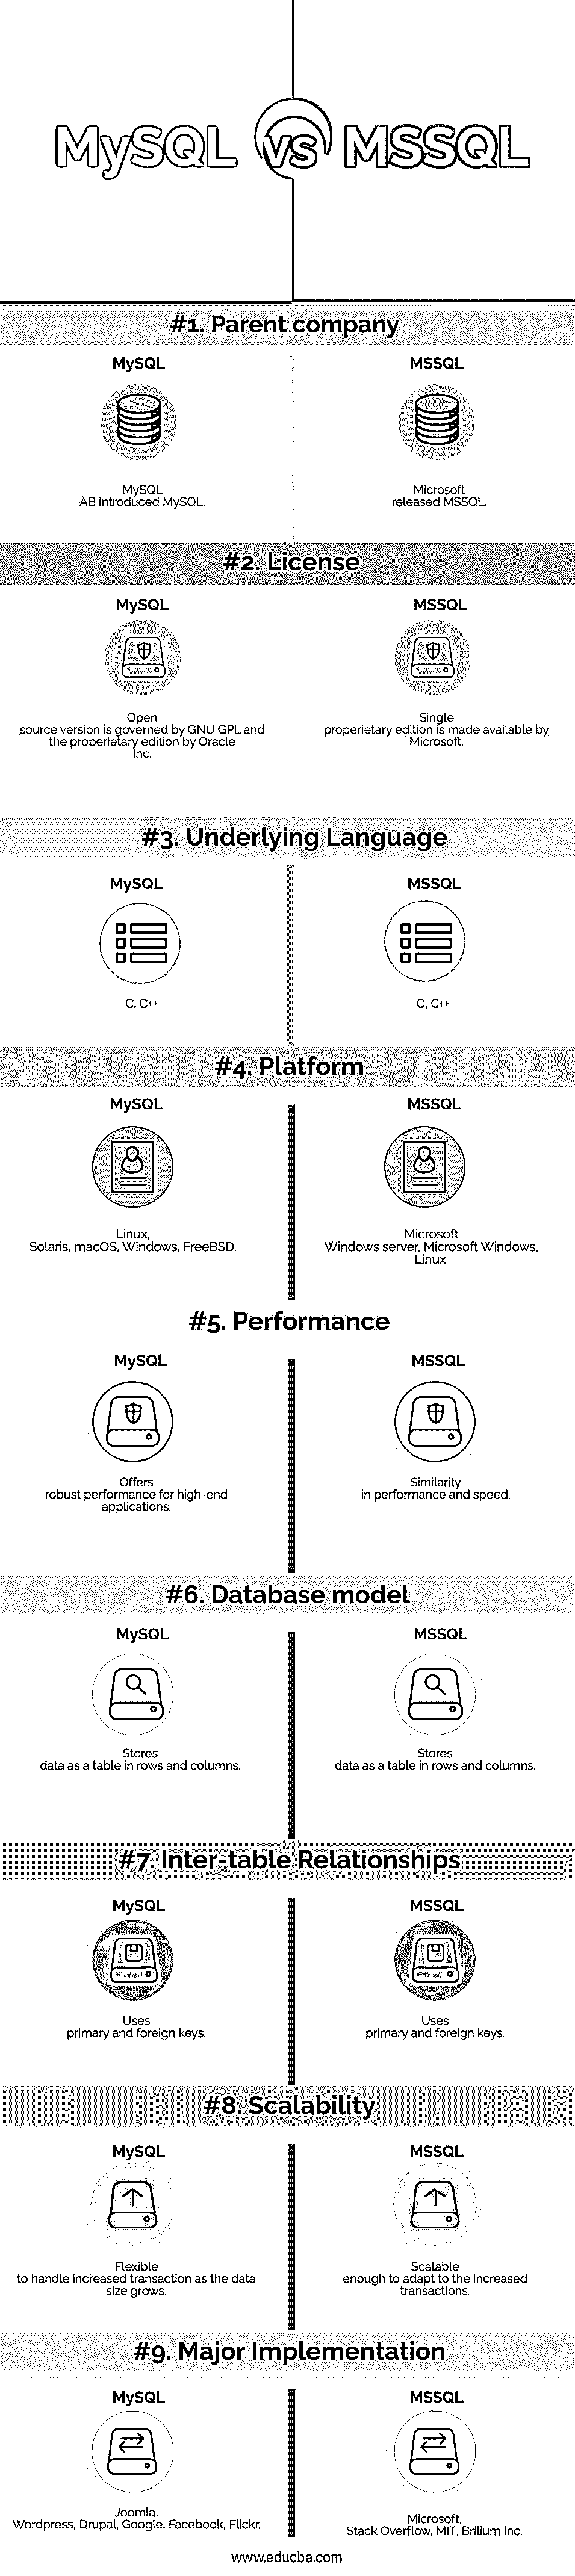 MySQL vs MSSQL
#1. Parent company
MySQL
MySQL
AB introduced MySQL.
MSSQL
Microsoft
released MSSQL.
#2. License
MySQL
Open
source version is governed by GNU GPL and
the properietary edition by Oracle
Inc.
MSSQL
Single
properietary edition is made available by
Microsoft.
#3. Underlying Language
MySQL
C, C++
MSSQL
C, C++
#4. Platform
MySQL
Linux,
Solaris, macOS, Windows, FreeBSD.
MSSQL
Microsoft
Windows server, Microsoft Windows,
Linux.
#5. Performance
MySQL
Offers
robust performance for high-end
applications.
MSSQL
Similarity
in performance and speed.
#6. Database model
MySQL
Stores
data as a table in rows and columns.
MSSQL
Stores
data as a table in rows and columns.
#7. Inter-table Relationships
MySQL
Uses
primary and foreign keys.
MSSQL
Uses
primary and foreign keys.
#8. Scalability
MySQL
Flexible
to handle increased transaction as the data
size grows.
MSSQL
Scalable
enough to adapt to the increased
transactions.
#9. Major Implementation
MySQL
Joomla,
Wordpress, Drupal, Google, Facebook, Flickr.
MSSQL
Microsoft,
Stack Overflow, MIT, Brilium Inc.
www.educba.com